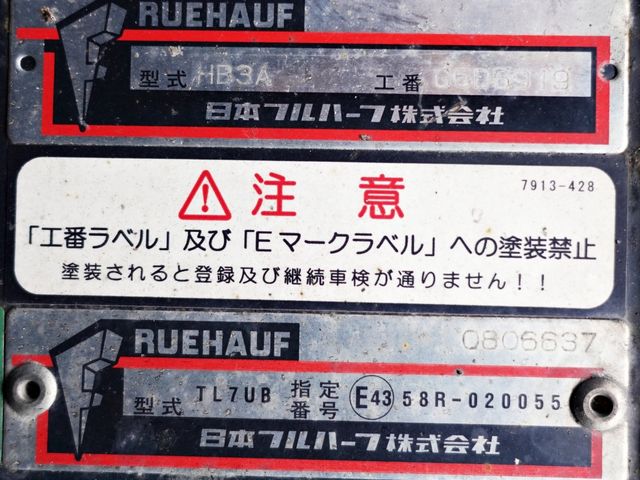 RUEHAUF
型式 HB3A 工番
日本フルハーフ株式会社
注意 7913-428
「工番ラベル」及び「Eマークラベル」への塗装禁止
塗装されると登録及び継続車検が通りません！！
RUEHAUF 0806637
型式 TL7UB 指定番号 E43 58R-020055
日本フルハーフ株式会社